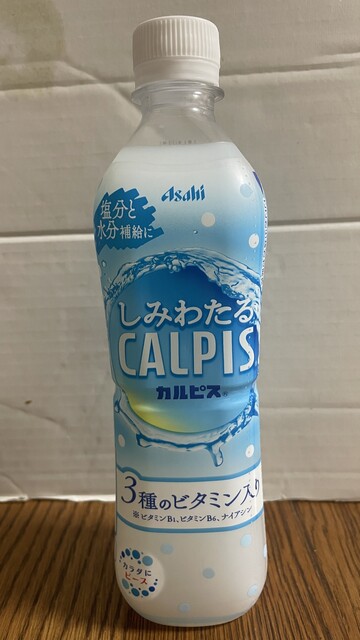 Asahi
塩分と
水分補給に
しみわたる
CALPIS
カルピス®
3種のビタミン入り
※ビタミンB1、ビタミンB6、ナイアシン
カラダに
ピース